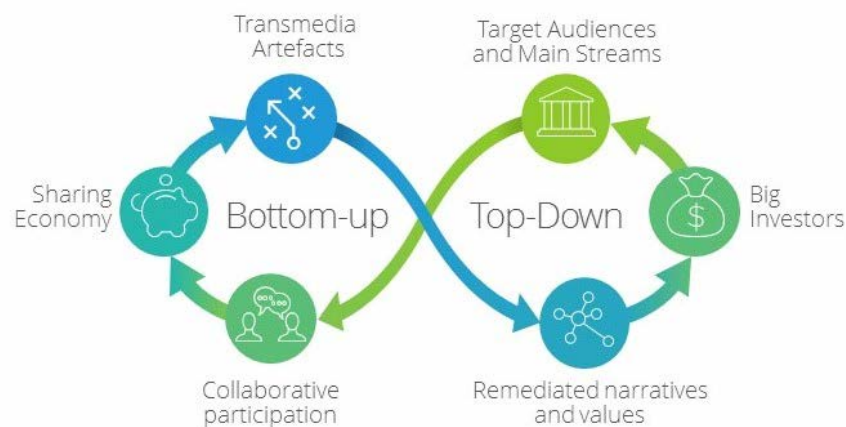 Transmedia
Artefacts
Target Audiences
and Main Streams
Sharing
Economy
Bottom-up
Top-Down
Big
Investors
$
Collaborative
participation
Remediated narratives
and values